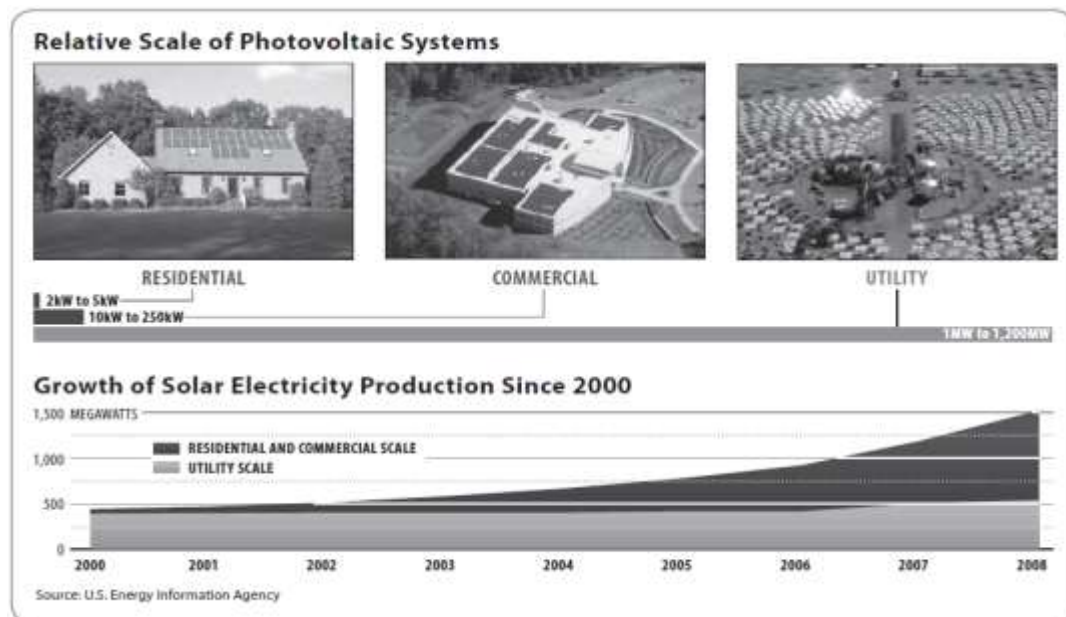 Relative Scale of Photovoltaic Systems
RESIDENTIAL
COMMERCIAL
UTILITY
2kW to 5kW
10kW to 250kW
1MW to 1,200MW
Growth of Solar Electricity Production Since 2000
1,500 MEGAWATTS
RESIDENTIAL AND COMMERCIAL SCALE
1,000
UTILITY SCALE
500
0
2000 2001 2002 2003 2004 2005 2006 2007 2008
Source: U.S. Energy Information Agency